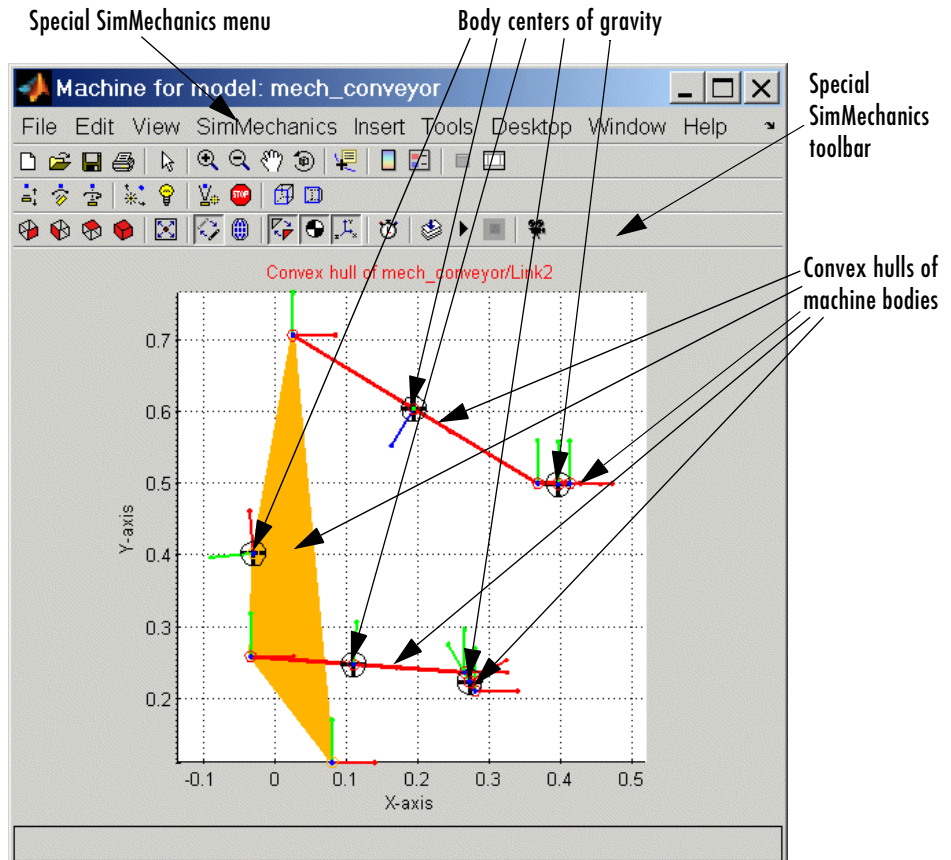 Special SimMechanics menu
Body centers of gravity
Machine for model: mech_conveyor
Special
SimMechanics
toolbar
File Edit View SimMechanics Insert Tools Desktop Window Help
STOP
Convex hull of mech_conveyor/Link2
Convex hulls of
machine bodies
0.7
0.6
0.5
0.4
0.3
0.2
Y-axis
-0.1 0 0.1 0.2 0.3 0.4 0.5
X-axis